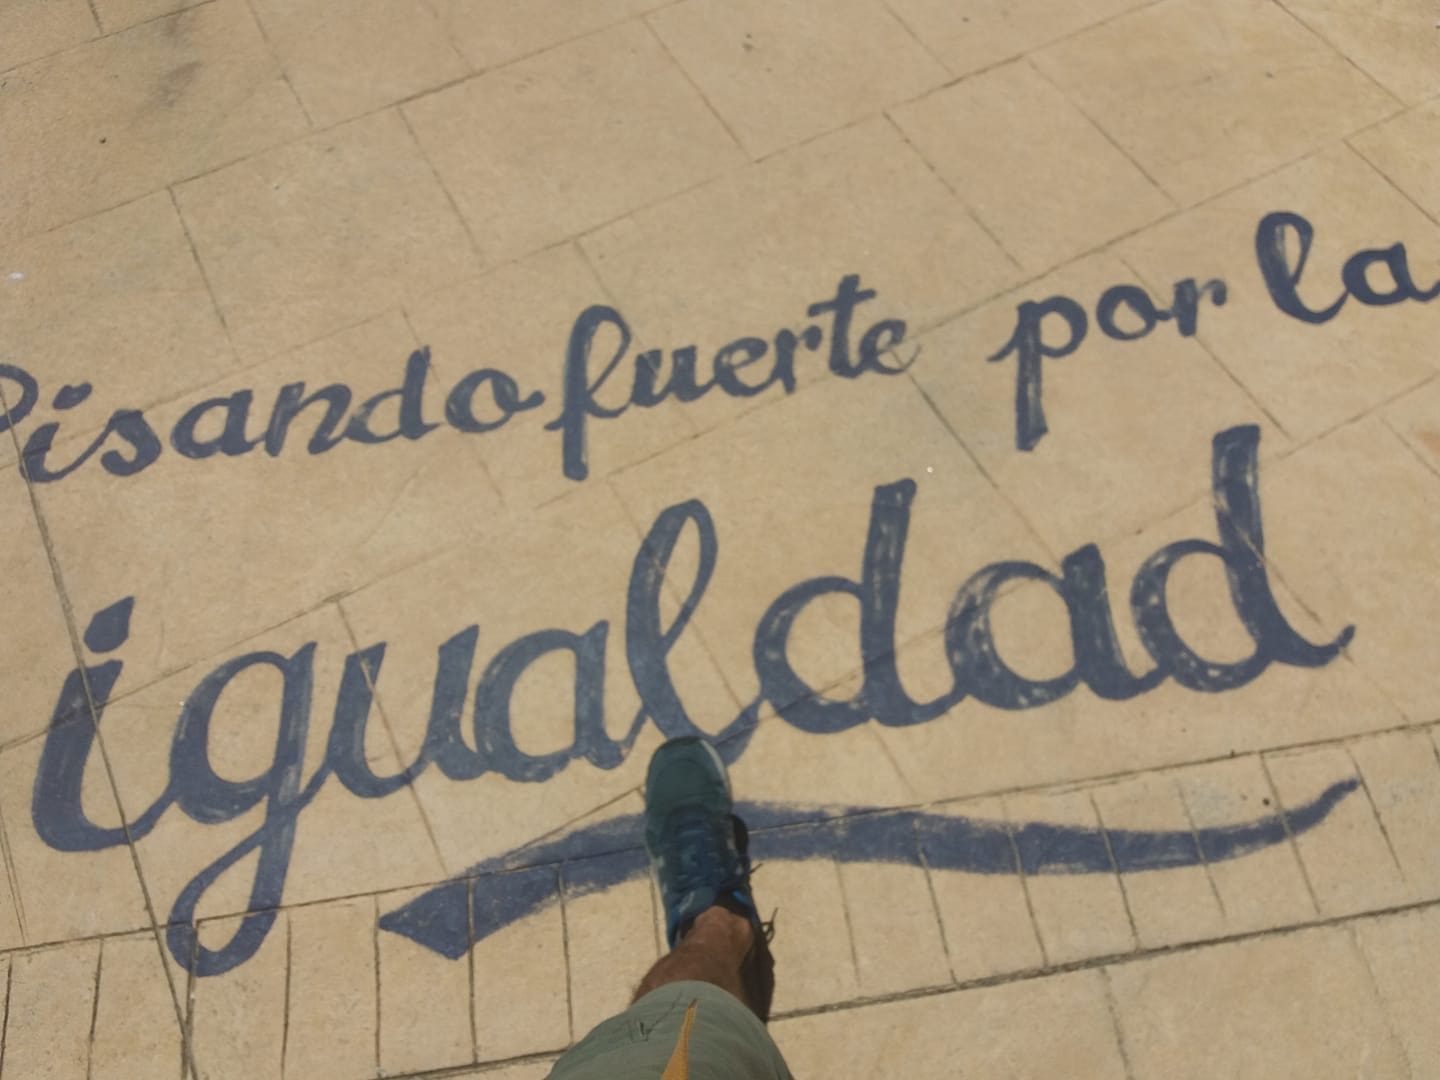 Pisando fuerte por la
igualdad